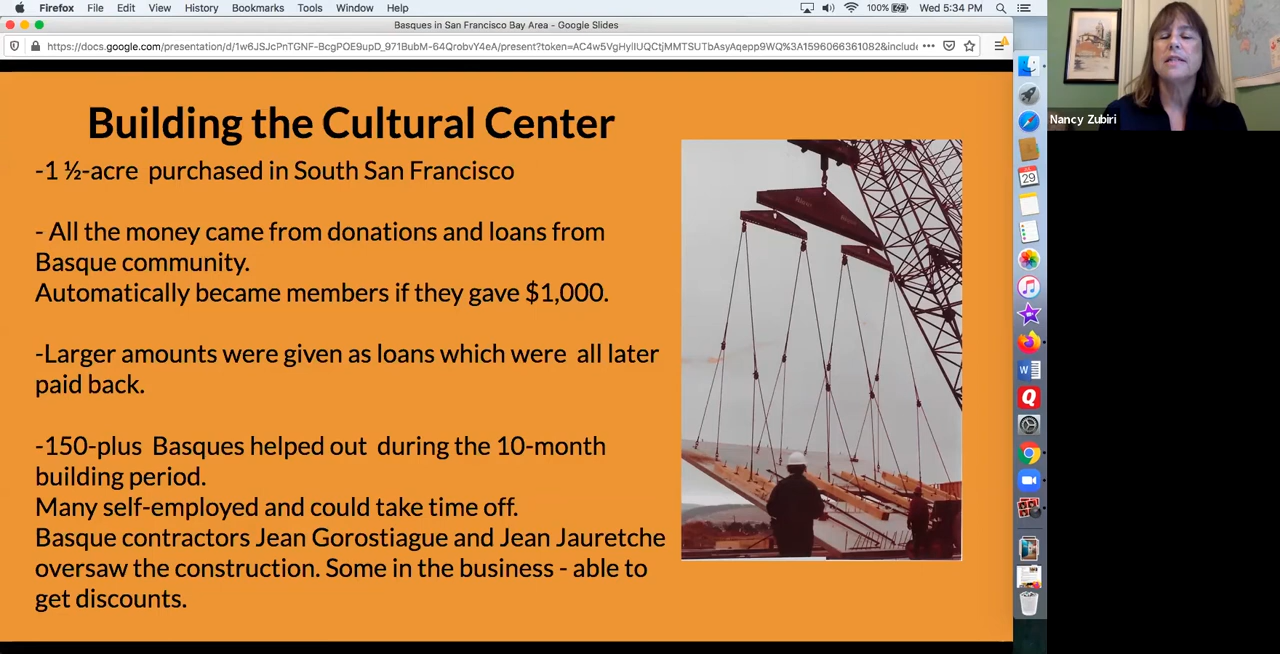 Firefox File Edit View History Bookmarks Tools Window Help 100% Wed 5:34 PM
Basques in San Francisco Bay Area - Google Slides
https://docs.google.com/presentation/d/1w6JSJcPnTGNF-BcgPOE9upD_971BubM-64QrobvY4eA/present?token=AC4w5VgHylIUQCtjMMTSUTbAsyAqepp9WQ%3A1596066361082&include
Building the Cultural Center
-1 ½-acre purchased in South San Francisco
- All the money came from donations and loans from
Basque community.
Automatically became members if they gave $1,000.
-Larger amounts were given as loans which were all later
paid back.
-150-plus Basques helped out during the 10-month
building period.
Many self-employed and could take time off.
Basque contractors Jean Gorostiague and Jean Jauretche
oversaw the construction. Some in the business - able to
get discounts.
Nancy Zubiri
29
W
Q